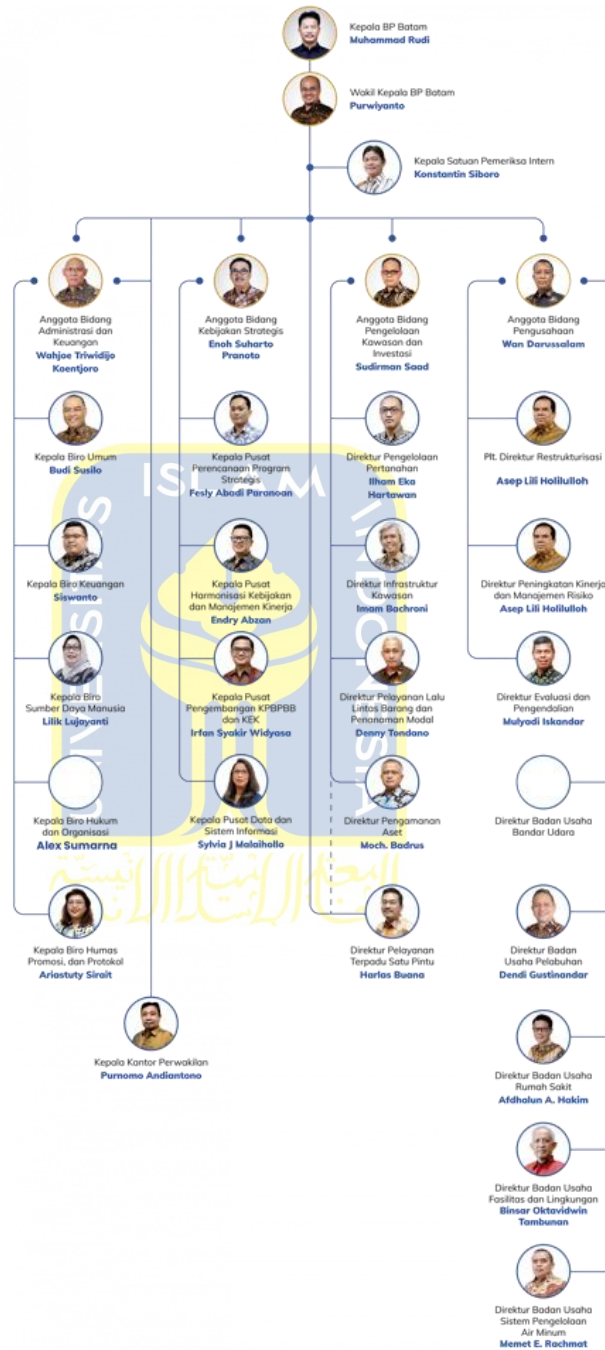 Kepala BP Batam
Muhammad Rudi
Wakil Kepala BP Batam
Purwiyanto
Kepala Satuan Pemeriksa Intern
Konstantin Siboro
Anggota Bidang
Administrasi dan
Keuangan
Wahjoe Triwidijo
Koentjoro
Anggota Bidang
Kebijakan Strategis
Enoh Suharto
Pranoto
Anggota Bidang
Pengelolaan
Kawasan dan
Investasi
Sudirman Saad
Anggota Bidang
Pengusahaan
Wan Darussalam
Kepala Biro Umum
Budi Susilo
Kepala Pusat
Perencanaan Program
Strategis
Fesly Abadi Paranoan
Direktur Pengelolaan
Pertanahan
Ilham Eka
Hartawan
Plt. Direktur Restrukturisasi
Asep Lili Holilulloh
Kepala Biro Keuangan
Siswanto
Kepala Pusat
Harmonisasi Kebijakan
dan Manajemen Kinerja
Endry Abzan
Direktur Infrastruktur
Kawasan
Imam Bachroni
Direktur Peningkatan Kinerja
dan Manajemen Risiko
Asep Lili Holilulloh
Kepala Biro
Sumber Daya Manusia
Lilik Lujayanti
Kepala Pusat
Pengembangan KPBPBB
dan KEK
Irfan Syakir Widyasa
Direktur Pelayanan Lalu
Lintas Barang dan
Penanaman Modal
Denny Tondano
Direktur Evaluasi dan
Pengendalian
Mulyadi Iskandar
Kepala Biro Hukum
dan Organisasi
Alex Sumarna
Kepala Pusat Data dan
Sistem Informasi
Sylvia J Malaihollo
Direktur Pengamanan
Aset
Moch. Badrus
Direktur Badan Usaha
Bandar Udara
Kepala Biro Humas
Promosi, dan Protokol
Ariastuty Sirait
Direktur Pelayanan
Terpadu Satu Pintu
Harlas Buana
Direktur Badan
Usaha Pelabuhan
Dendi Gustinandar
Kepala Kantor Perwakilan
Purnomo Andiantono
Direktur Badan Usaha
Rumah Sakit
Afdhalun A. Hakim
Direktur Badan Usaha
Fasilitas dan Lingkungan
Binsar Oktavidwin
Tambunan
Direktur Badan Usaha
Sistem Pengelolaan
Air Minum
Memet E. Rachmat
UNIVERSITAS ISLAM INDONESIA